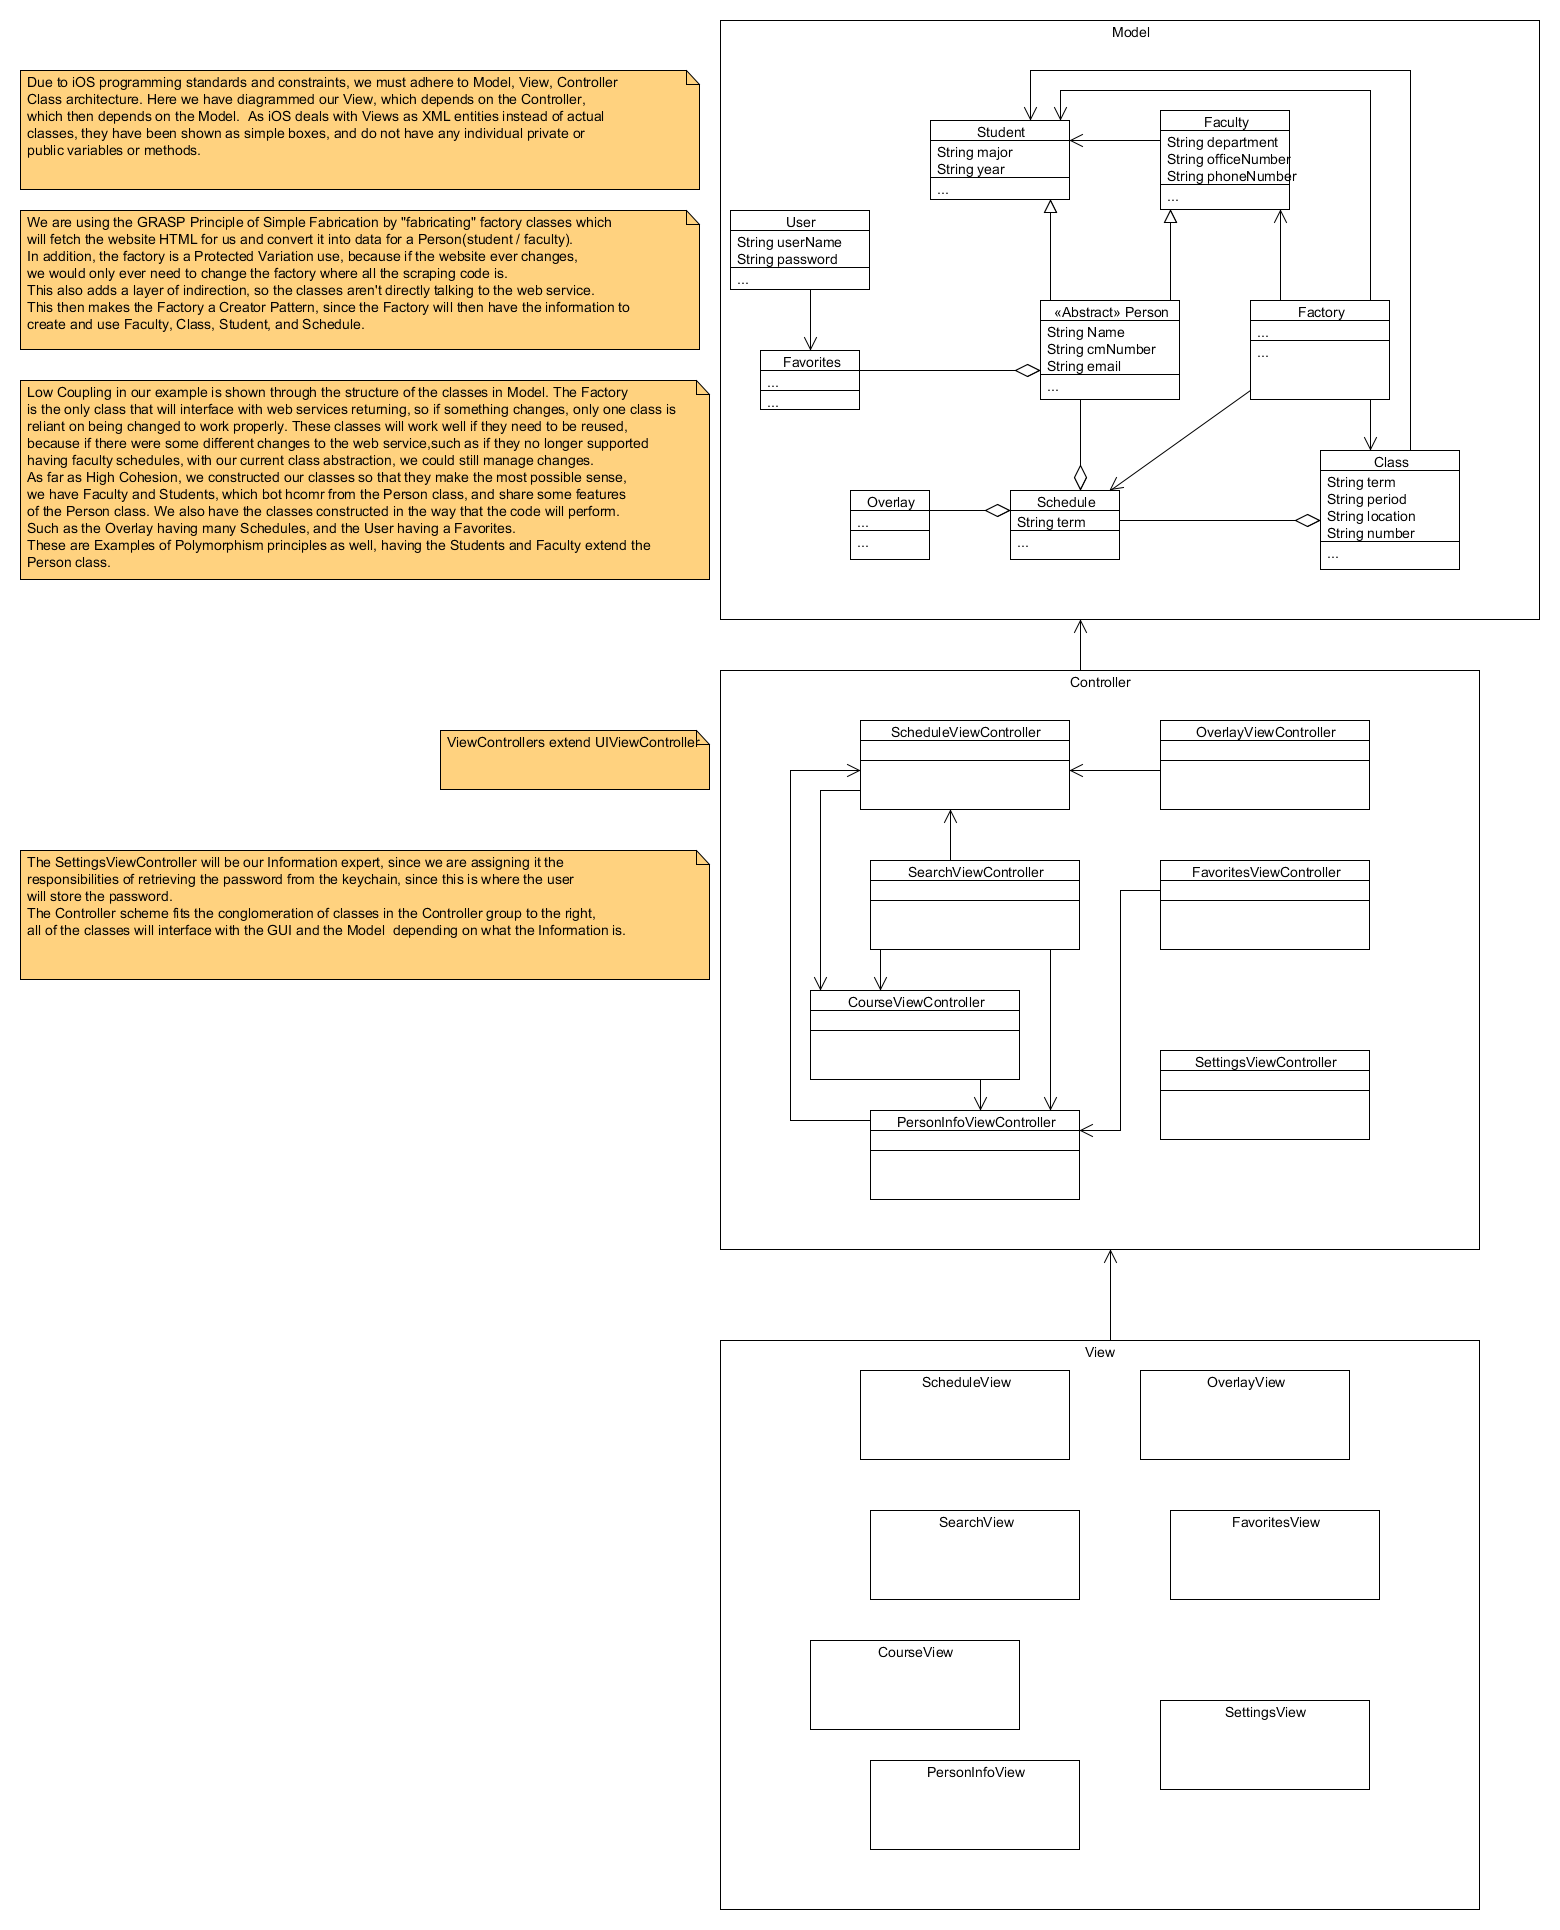 Model
Due to iOS programming standards and constraints, we must adhere to Model, View, Controller
Class architecture. Here we have diagrammed our View, which depends on the Controller,
which then depends on the Model.  As iOS deals with Views as XML entities instead of actual
classes, they have been shown as simple boxes, and do not have any individual private or
public variables or methods.
We are using the GRASP Principle of Simple Fabrication by "fabricating" factory classes which
will fetch the website HTML for us and convert it into data for a Person(student / faculty).
In addition, the factory is a Protected Variation use, because if the website ever changes,
we would only ever need to change the factory where all the scraping code is.
This also adds a layer of indirection, so the classes aren't directly talking to the web service.
This then makes the Factory a Creator Pattern, since the Factory will then have the information to
create and use Faculty, Class, Student, and Schedule.
Low Coupling in our example is shown through the structure of the classes in Model. The Factory
is the only class that will interface with web services returning, so if something changes, only one class is
reliant on being changed to work properly. These classes will work well if they need to be reused,
because if there were some different changes to the web service,such as if they no longer supported
having faculty schedules, with our current class abstraction, we could still manage changes.
As far as High Cohesion, we constructed our classes so that they make the most possible sense,
we have Faculty and Students, which bot hcomr from the Person class, and share some features
of the Person class. We also have the classes constructed in the way that the code will perform.
Such as the Overlay having many Schedules, and the User having a Favorites.
These are Examples of Polymorphism principles as well, having the Students and Faculty extend the
Person class.
Student
String major
String year
...
Faculty
String department
String officeNumber
String phoneNumber
...
User
String userName
String password
...
«Abstract» Person
String Name
String cmNumber
String email
...
Factory
...
...
Favorites
...
...
Class
String term
String period
String location
String number
...
Overlay
...
...
Schedule
String term
...
Controller
ViewControllers extend UIViewController
The SettingsViewController will be our Information expert, since we are assigning it the
responsibilities of retrieving the password from the keychain, since this is where the user
will store the password.
The Controller scheme fits the conglomeration of classes in the Controller group to the right,
all of the classes will interface with the GUI and the Model  depending on what the Information is.
ScheduleViewController
OverlayViewController
SearchViewController
FavoritesViewController
CourseViewController
SettingsViewController
PersonInfoViewController
View
ScheduleView
OverlayView
SearchView
FavoritesView
CourseView
SettingsView
PersonInfoView